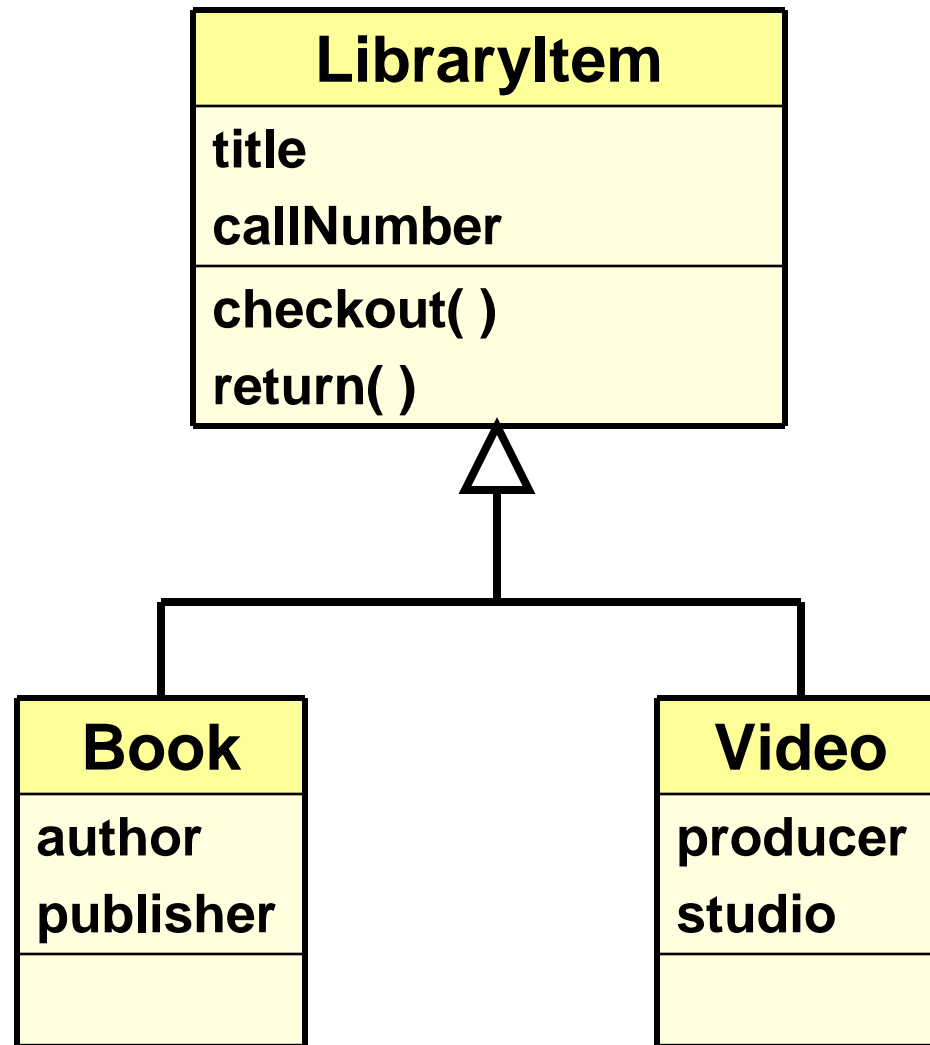 LibraryItem
title
callNumber
checkout( )
return( )
Book
author
publisher
Video
producer
studio